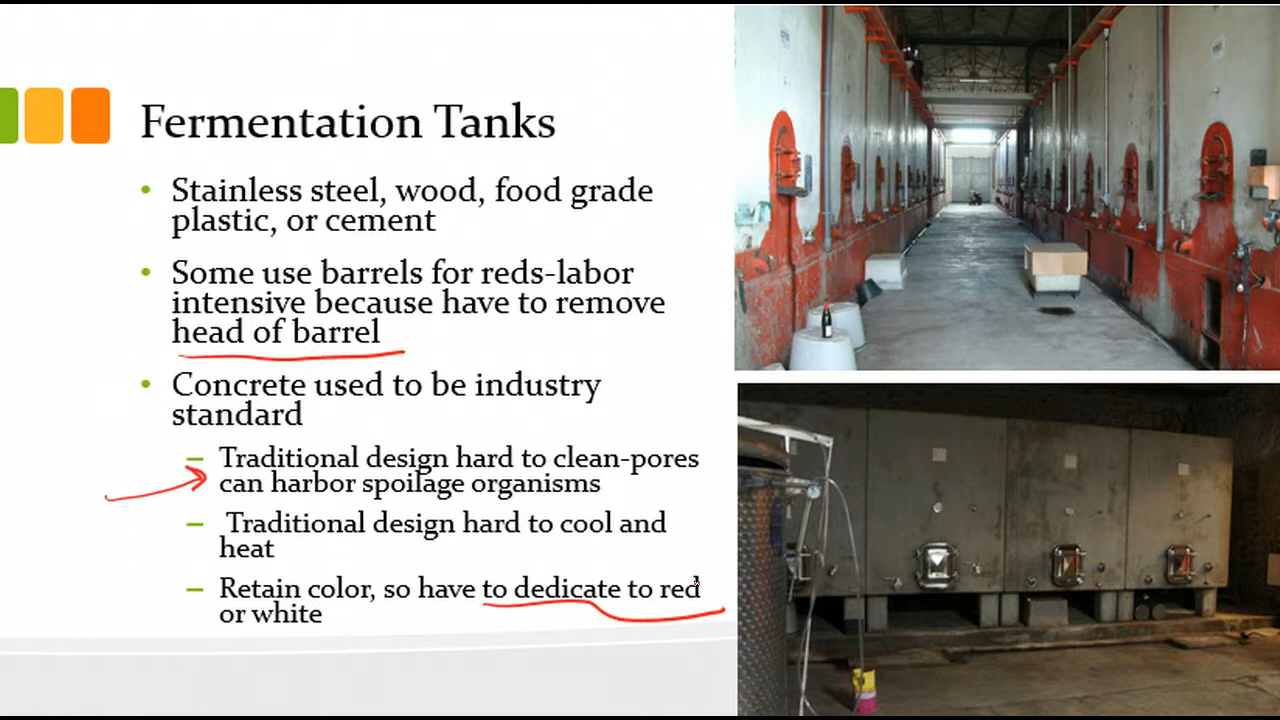 Fermentation Tanks
• Stainless steel, wood, food grade
plastic, or cement
• Some use barrels for reds-labor
intensive because have to remove
head of barrel
• Concrete used to be industry
standard
– Traditional design hard to clean-pores
can harbor spoilage organisms
– Traditional design hard to cool and
heat
– Retain color, so have to dedicate to red
or white